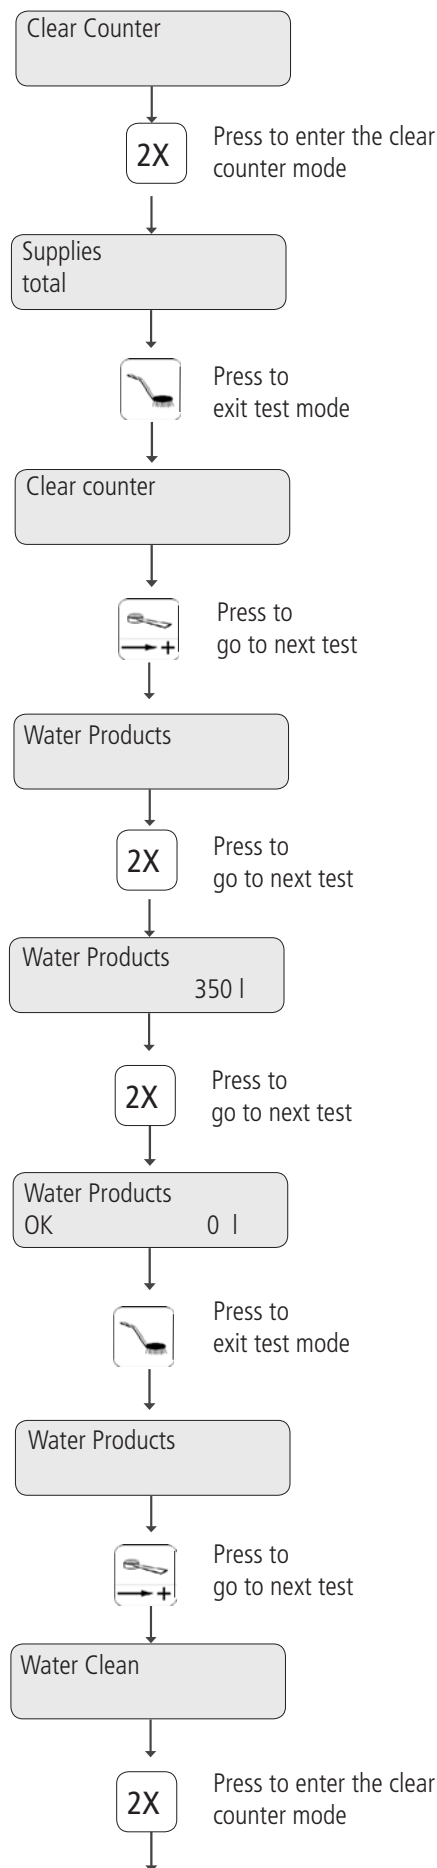 Clear Counter
2X
Press to enter the clear
counter mode
Supplies
total
Press to
exit test mode
Clear counter
Press to
go to next test
+
Water Products
2X
Press to
go to next test
Water Products
350 l
2X
Press to
go to next test
Water Products
OK 0 l
Press to
exit test mode
Water Products
Press to
go to next test
+
Water Clean
2X
Press to enter the clear
counter mode